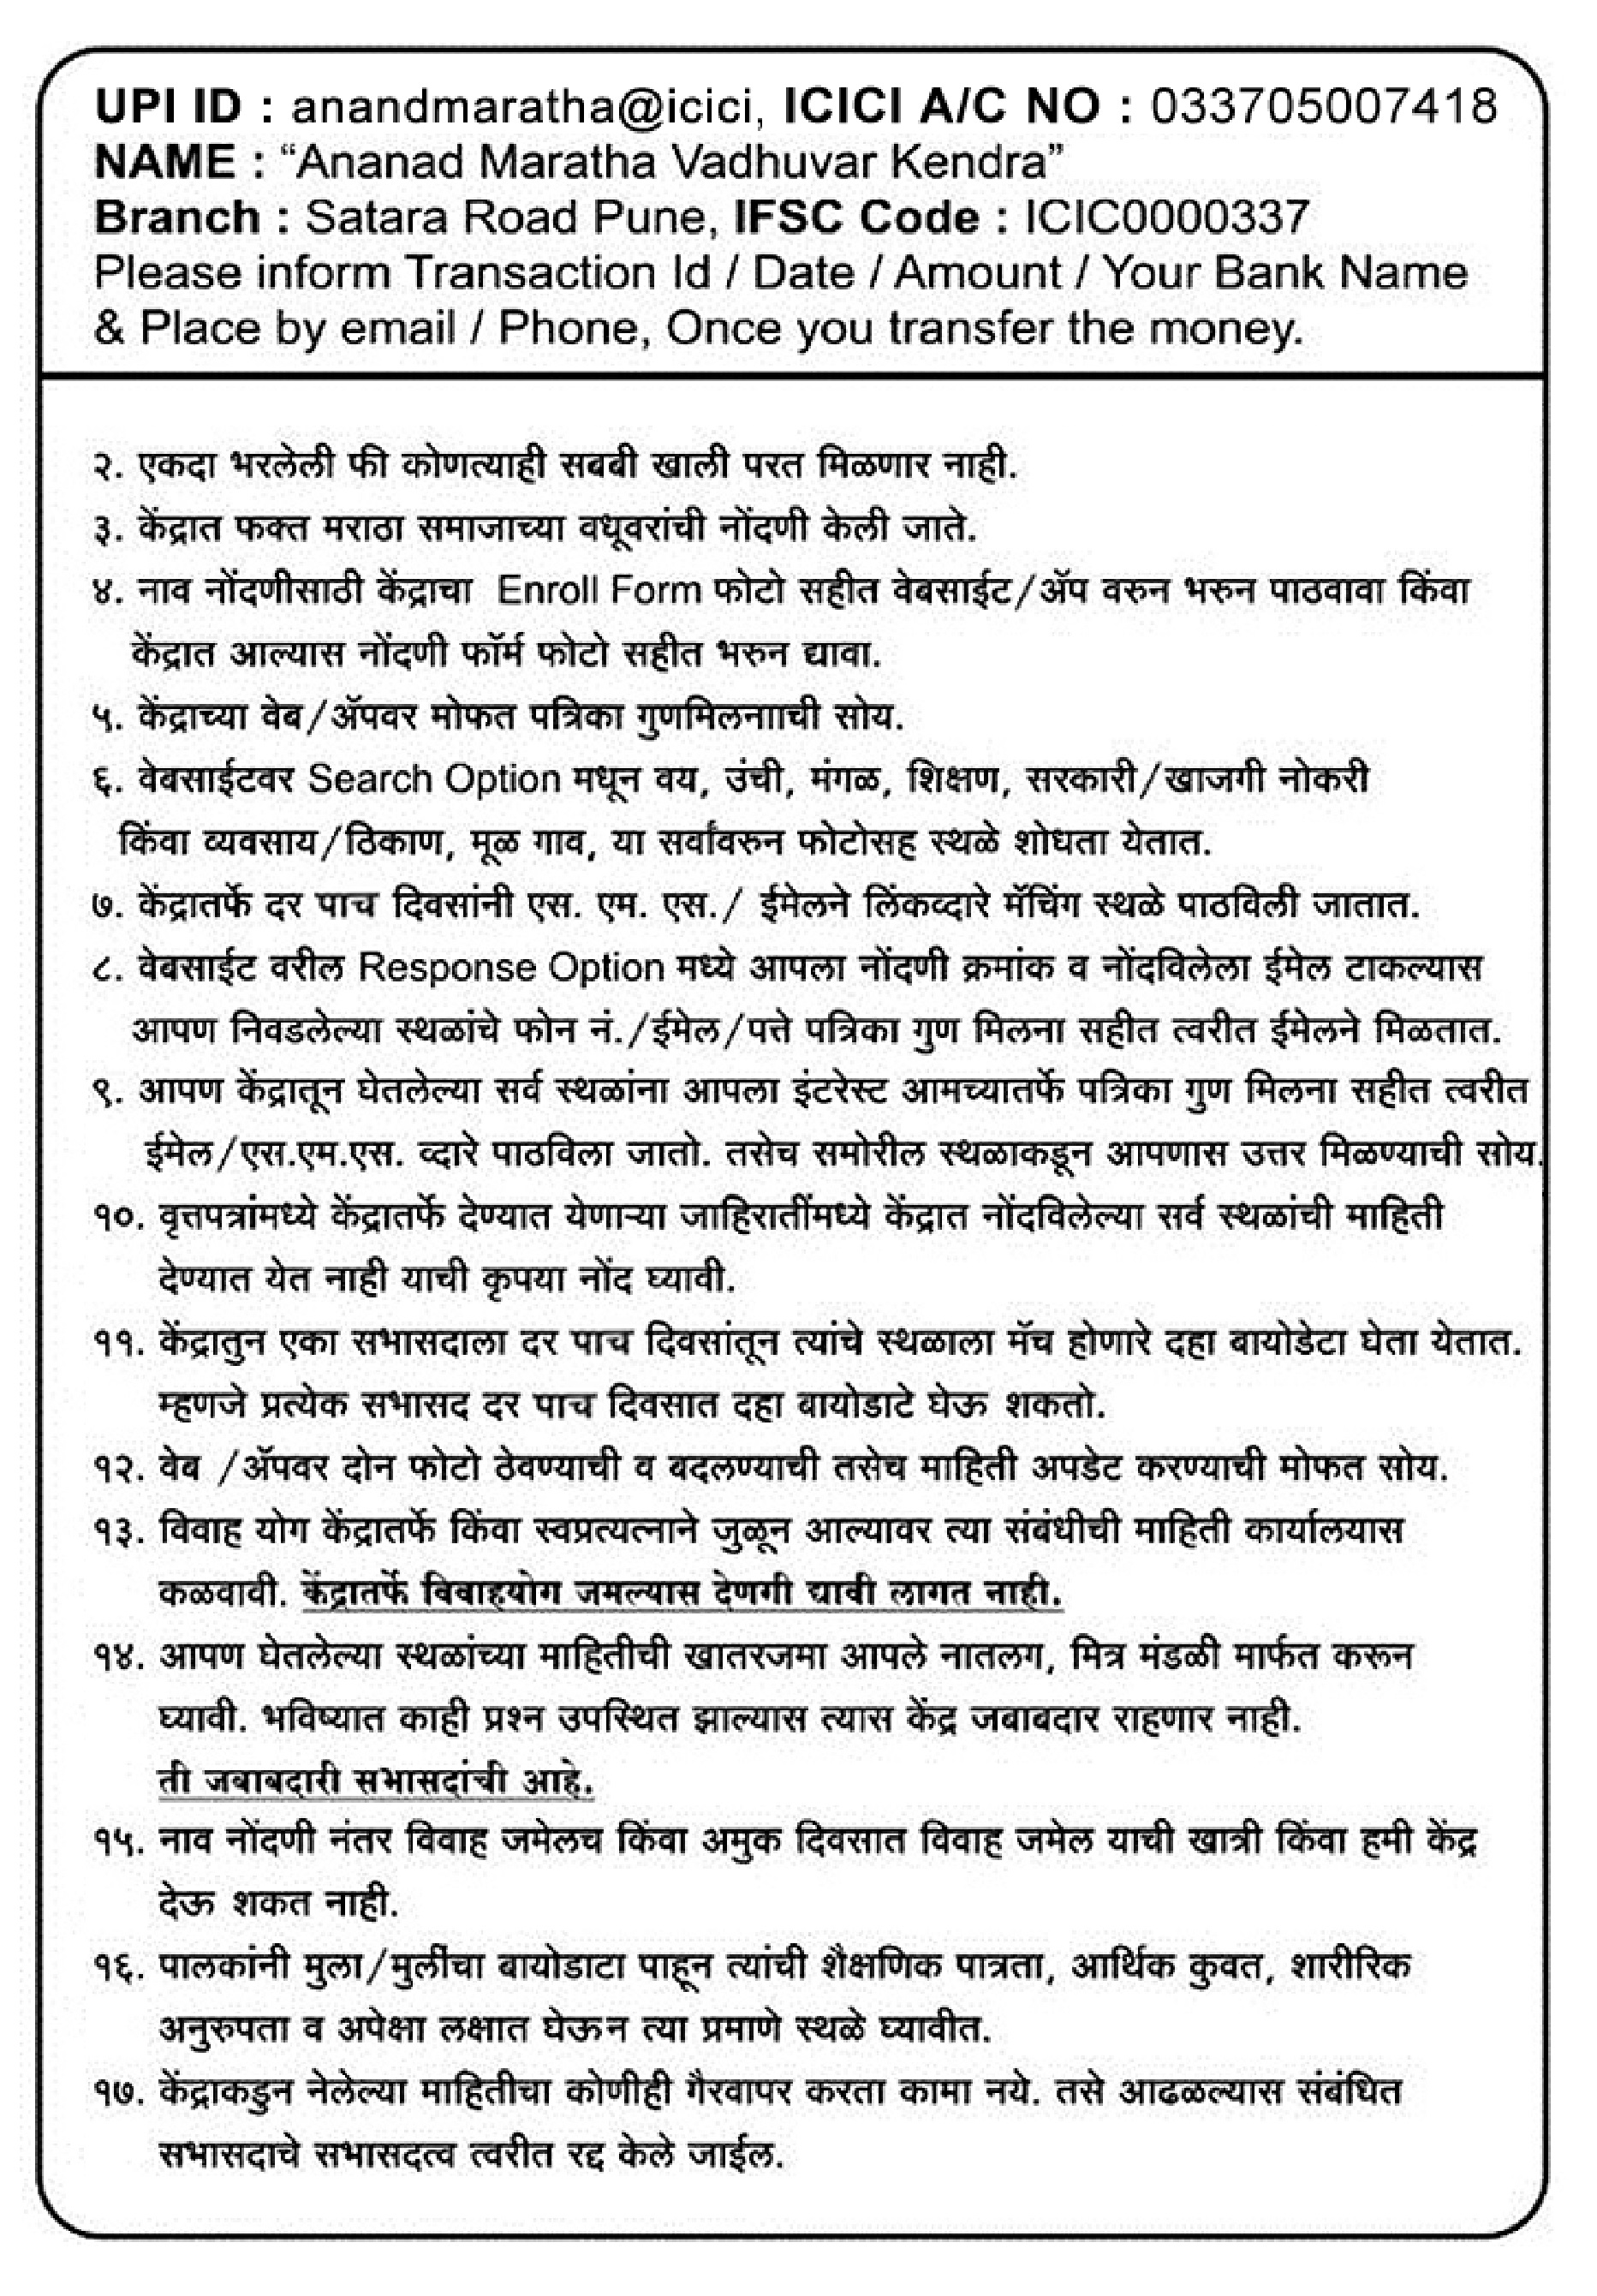 UPI ID : anandmaratha@icici, ICICI A/C NO : 033705007418
NAME : “Ananad Maratha Vadhuvar Kendra”
Branch : Satara Road Pune, IFSC Code : ICIC0000337
Please inform Transaction Id / Date / Amount / Your Bank Name
& Place by email / Phone, Once you transfer the money.
२. एकदा भरलेली फी कोणत्याही सबबी खाली परत मिळणार नाही.
३. केंद्रात फक्त मराठा समाजाच्या वधूवरांची नोंदणी केली जाते.
४. नाव नोंदणीसाठी केंद्राचा Enroll Form फोटो सहीत वेबसाईट/ॲप वरुन भरुन पाठवावा किंवा
केंद्रात आल्यास नोंदणी फॉर्म फोटो सहीत भरुन द्यावा.
५. केंद्राच्या वेब/ॲपवर मोफत पत्रिका गुणमिलनााची सोय.
६. वेबसाईटवर Search Option मधून वय, उंची, मंगळ, शिक्षण, सरकारी/खाजगी नोकरी
किंवा व्यवसाय/ठिकाण, मूळ गाव, या सर्वांवरुन फोटोसह स्थळे शोधता येतात.
७. केंद्रातर्फे दर पाच दिवसांनी एस. एम. एस./ ईमेलने लिंकव्दारे मॅचिंग स्थळे पाठविली जातात.
८. वेबसाईट वरील Response Option मध्ये आपला नोंदणी क्रमांक व नोंदविलेला ईमेल टाकल्यास
आपण निवडलेल्या स्थळांचे फोन नं./ईमेल/पत्ते पत्रिका गुण मिलना सहीत त्वरीत ईमेलने मिळतात.
९. आपण केंद्रातून घेतलेल्या सर्व स्थळांना आपला इंटरेस्ट आमच्यातर्फे पत्रिका गुण मिलना सहीत त्वरीत
ईमेल/एस.एम.एस. व्दारे पाठविला जातो. तसेच समोरील स्थळाकडून आपणास उत्तर मिळण्याची सोय.
१०. वृत्तपत्रांमध्ये केंद्रातर्फे देण्यात येणाऱ्या जाहिरातींमध्ये केंद्रात नोंदविलेल्या सर्व स्थळांची माहिती
देण्यात येत नाही याची कृपया नोंद घ्यावी.
११. केंद्रातुन एका सभासदाला दर पाच दिवसांतून त्यांचे स्थळाला मॅच होणारे दहा बायोडेटा घेता येतात.
म्हणजे प्रत्येक सभासद दर पाच दिवसात दहा बायोडाटे घेऊ शकतो.
१२. वेब /ॲपवर दोन फोटो ठेवण्याची व बदलण्याची तसेच माहिती अपडेट करण्याची मोफत सोय.
१३. विवाह योग केंद्रातर्फे किंवा स्वप्रत्यत्नाने जुळून आल्यावर त्या संबंधीची माहिती कार्यालयास
कळवावी. केंद्रातर्फे विवाहयोग जमल्यास देणगी द्यावी लागत नाही.
१४. आपण घेतलेल्या स्थळांच्या माहितीची खातरजमा आपले नातलग, मित्र मंडळी मार्फत करून
घ्यावी. भविष्यात काही प्रश्न उपस्थित झाल्यास त्यास केंद्र जबाबदार राहणार नाही.
ती जबाबदारी सभासदांची आहे.
१५. नाव नोंदणी नंतर विवाह जमेलच किंवा अमुक दिवसात विवाह जमेल याची खात्री किंवा हमी केंद्र
देऊ शकत नाही.
१६. पालकांनी मुला/मुलींचा बायोडाटा पाहून त्यांची शैक्षणिक पात्रता, आर्थिक कुवत, शारीरिक
अनुरुपता व अपेक्षा लक्षात घेऊन त्या प्रमाणे स्थळे घ्यावीत.
१७. केंद्राकडुन नेलेल्या माहितीचा कोणीही गैरवापर करता कामा नये. तसे आढळल्यास संबंधित
सभासदाचे सभासदत्व त्वरीत रद्द केले जाईल.